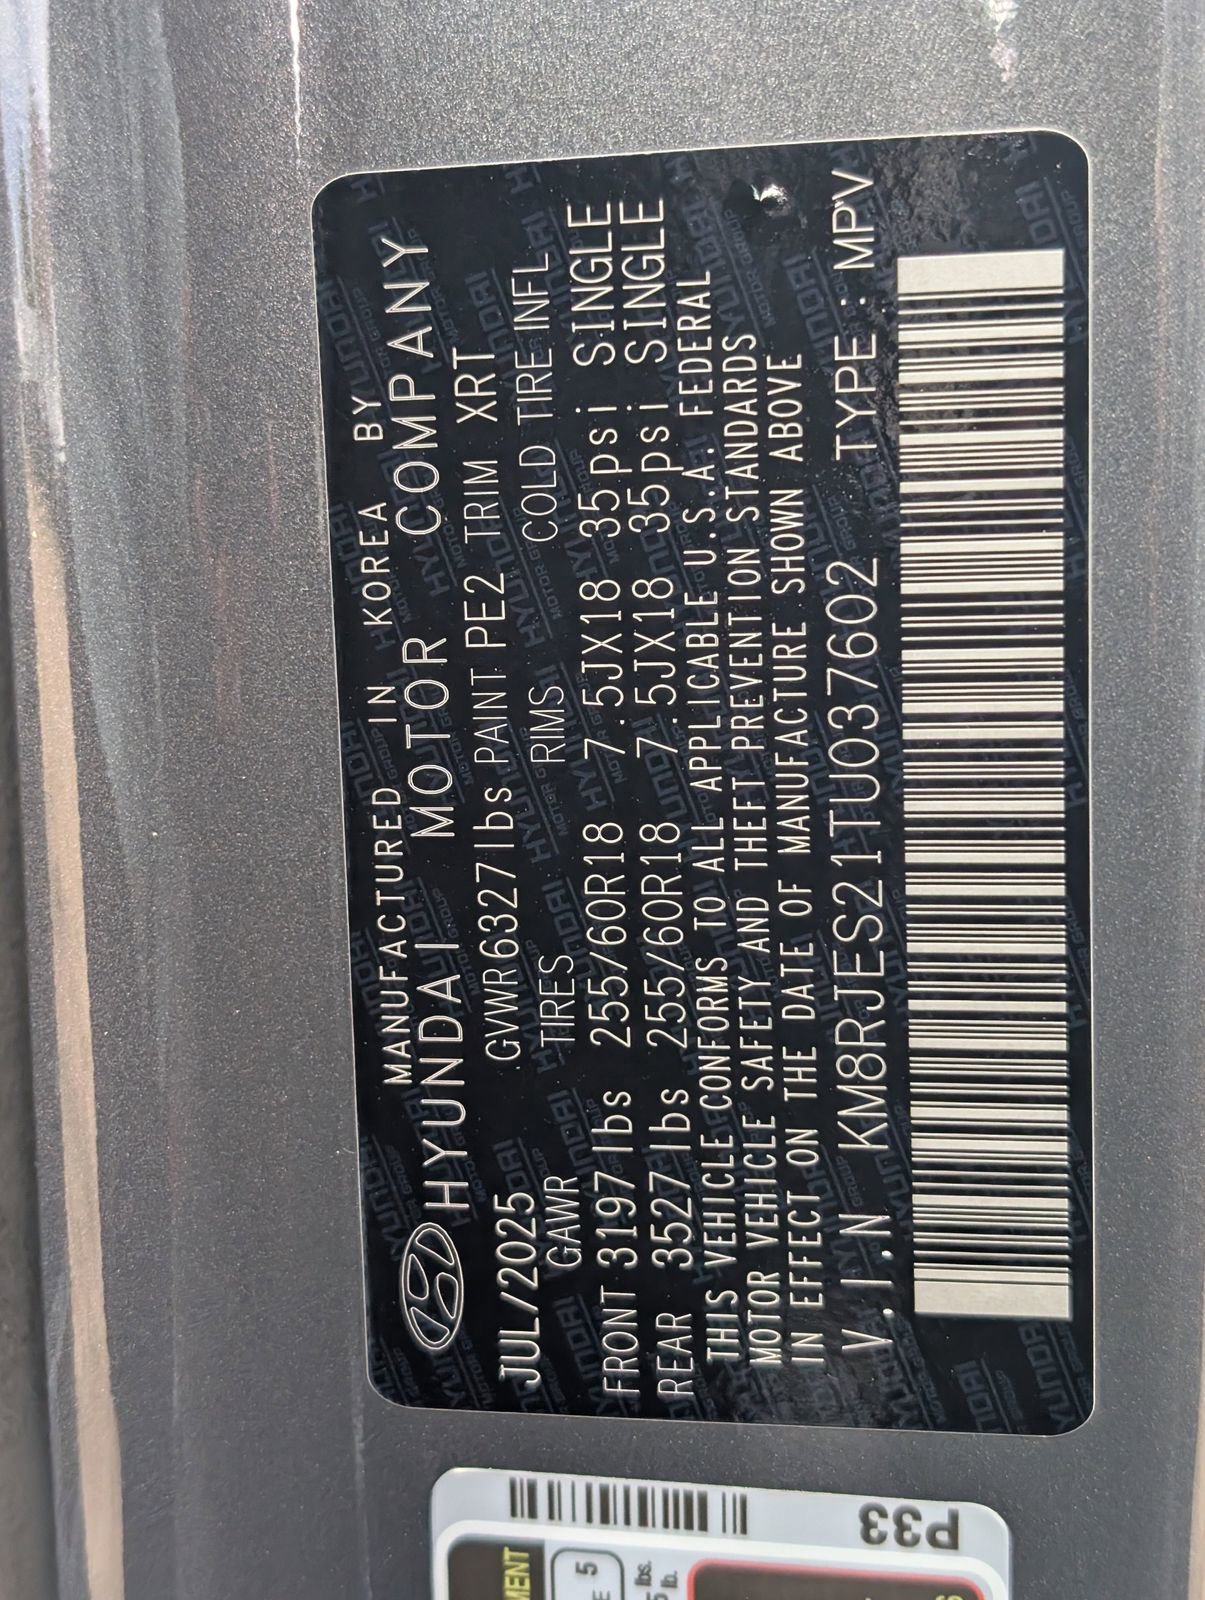 MANUFACTURED IN KOREA BY
HYUNDAI MOTOR COMPANY
JUL/2025 GVWR 6327 lbs PAINT PE2 TRIM XRT
GAWR TIRES RIMS COLD TIRE INFL
FRONT 3197 lbs 255/60R18 7.5JX18 35psi SINGLE
REAR 3527 lbs 255/60R18 7.5JX18 35psi SINGLE
THIS VEHICLE CONFORMS TO ALL APPLICABLE U.S.A. FEDERAL
MOTOR VEHICLE SAFETY AND THEFT PREVENTION STANDARDS
IN EFFECT ON THE DATE OF MANUFACTURE SHOWN ABOVE
V.I.N KM8RJES21TU037602 TYPE: MPV
P33
5
lbs.
lb.